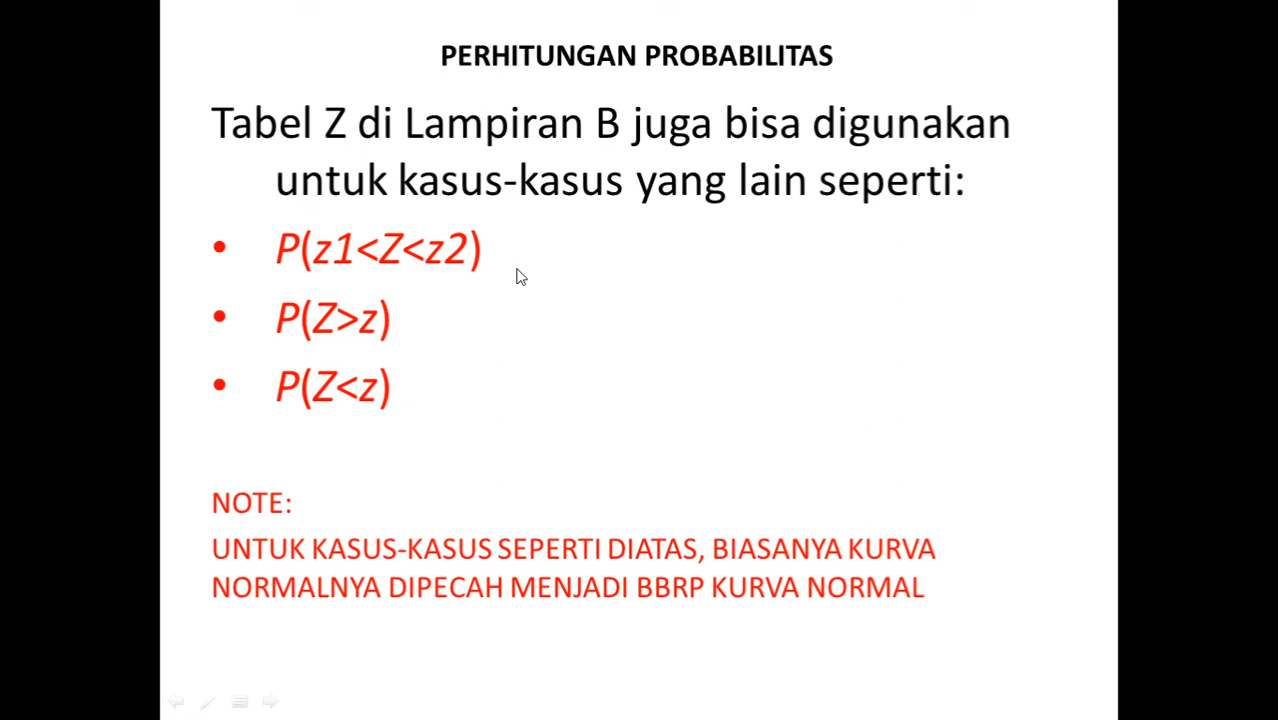 PERHITUNGAN PROBABILITAS
Tabel Z di Lampiran B juga bisa digunakan
untuk kasus-kasus yang lain seperti:
• P(z1<Z<z2)
• P(Z>z)
• P(Z<z)
NOTE:
UNTUK KASUS-KASUS SEPERTI DIATAS, BIASANYA KURVA
NORMALNYA DIPECAH MENJADI BBRP KURVA NORMAL